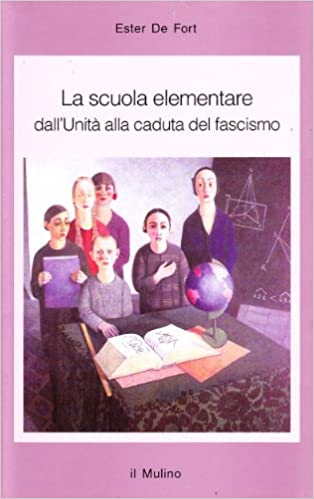 Ester De Fort
La scuola elementare
dall'Unità alla caduta del fascismo
il Mulino